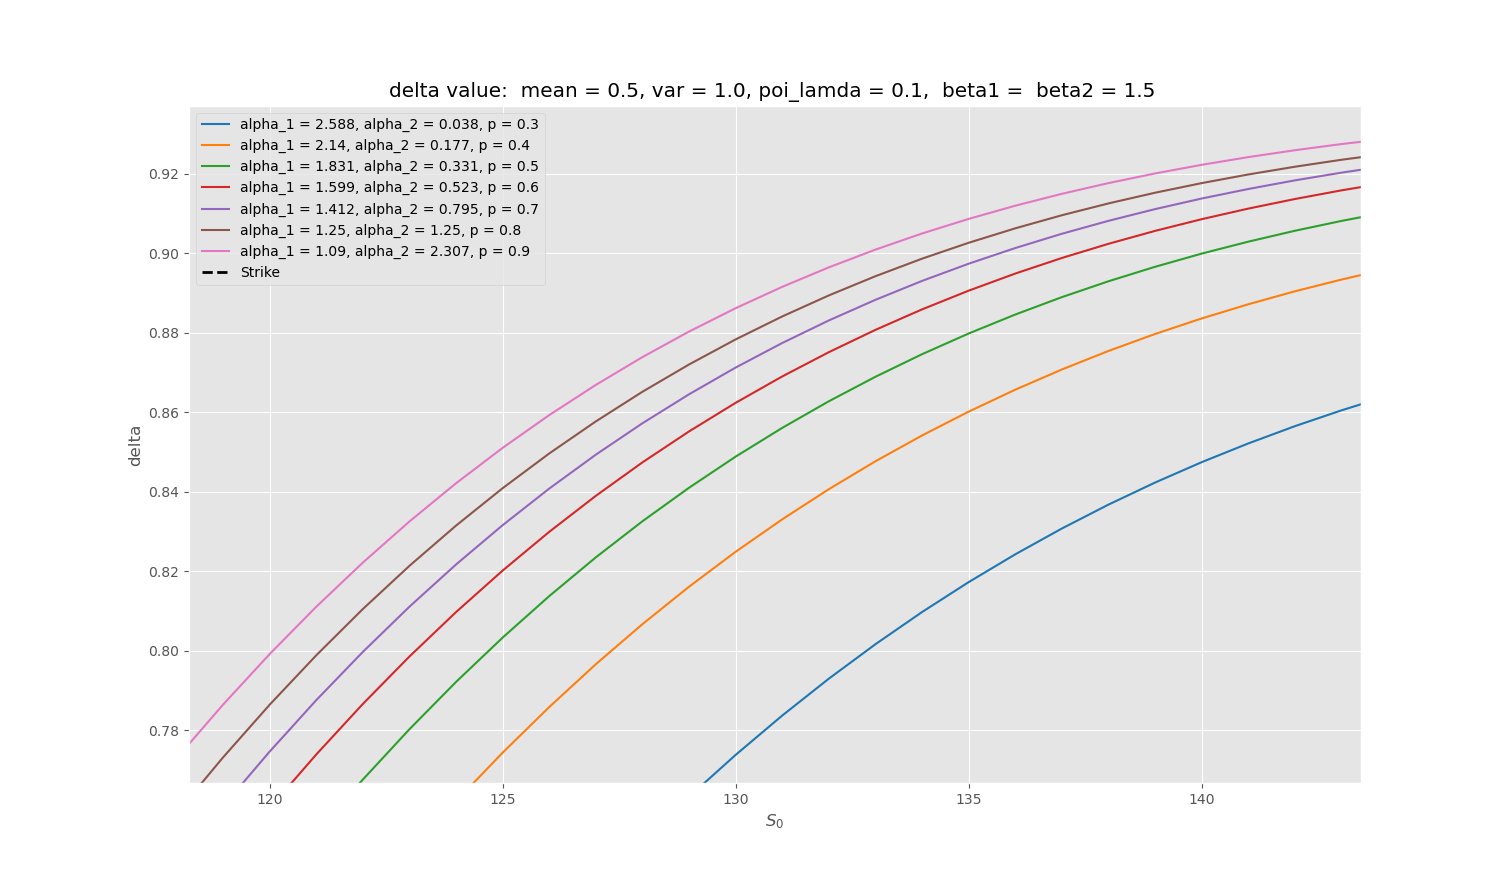 delta value:  mean = 0.5, var = 1.0, poi_lamda = 0.1,  beta1 =  beta2 = 1.5
alpha_1 = 2.588, alpha_2 = 0.038, p = 0.3
alpha_1 = 2.14, alpha_2 = 0.177, p = 0.4
alpha_1 = 1.831, alpha_2 = 0.331, p = 0.5
alpha_1 = 1.599, alpha_2 = 0.523, p = 0.6
alpha_1 = 1.412, alpha_2 = 0.795, p = 0.7
alpha_1 = 1.25, alpha_2 = 1.25, p = 0.8
alpha_1 = 1.09, alpha_2 = 2.307, p = 0.9
Strike
0.92
0.90
0.88
0.86
0.84
0.82
0.80
0.78
delta
120 125 130 135 140
S_0